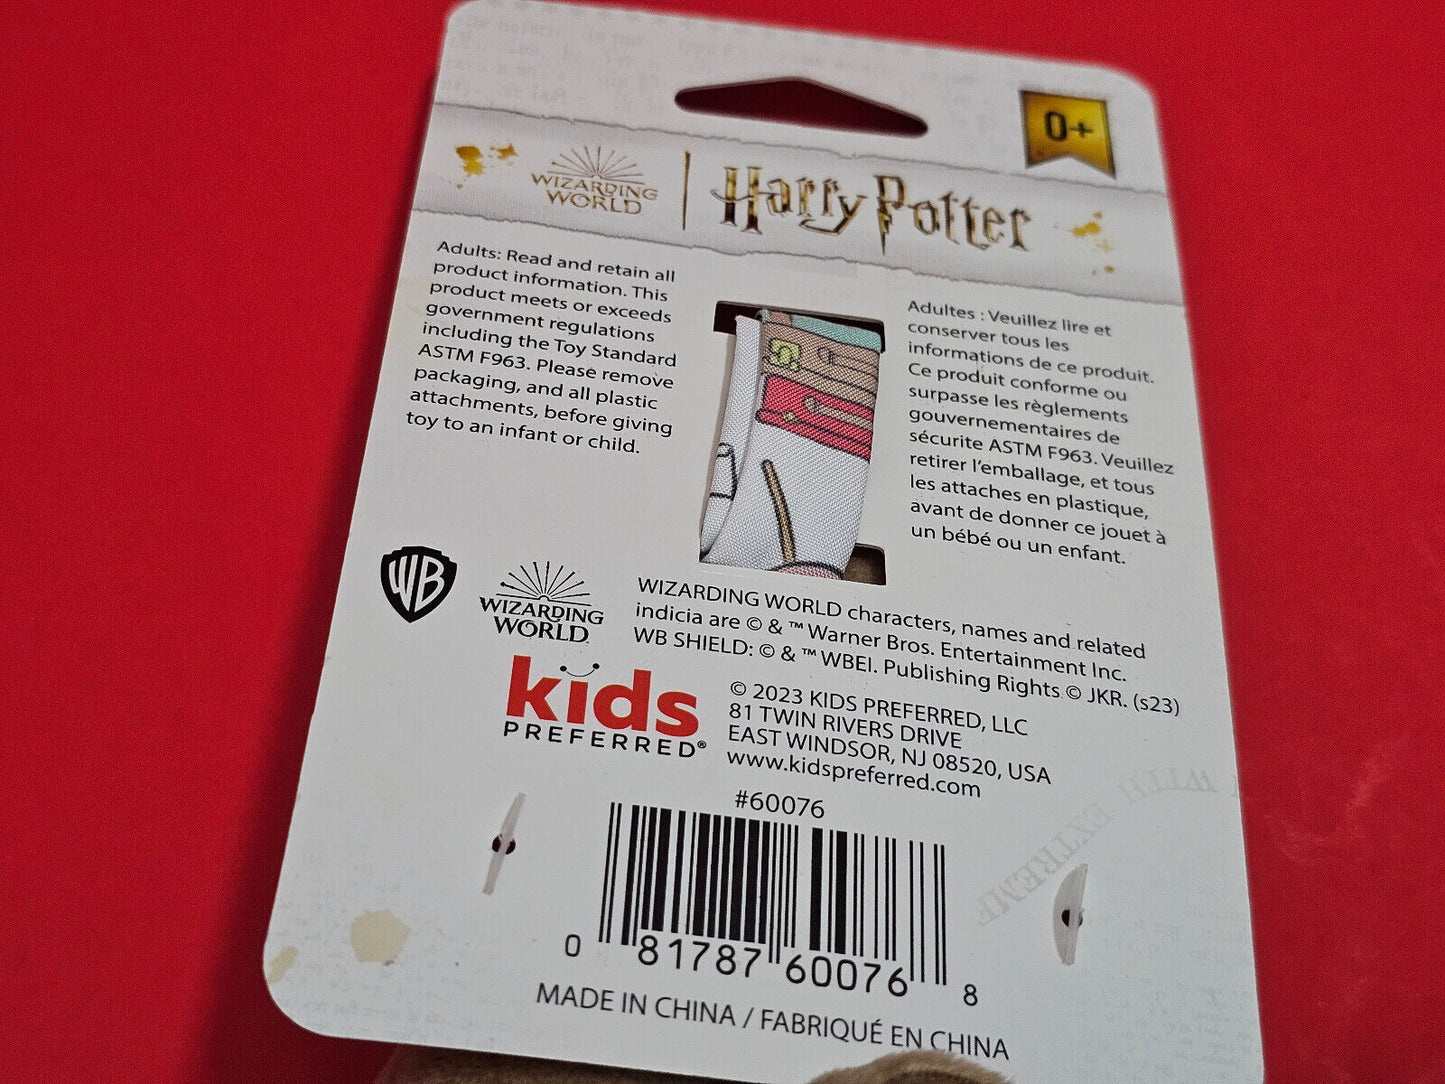 0+
WIZARDING
WORLD
Harry Potter
Adults: Read and retain all
product information. This
product meets or exceeds
government regulations
including the Toy Standard
ASTM F963. Please remove
packaging, and all plastic
attachments, before giving
toy to an infant or child.
Adultes : Veuillez lire et
conserver tous les
informations de ce produit.
Ce produit conforme ou
surpasse les règlements
gouvernementaires de
sécurite ASTM F963. Veuillez
retirer l'emballage, et tous
les attaches en plastique,
avant de donner ce jouet à
un bébé ou un enfant.
WB
WIZARDING
WORLD
WIZARDING WORLD characters, names and related
indicia are © & ™ Warner Bros. Entertainment Inc.
WB SHIELD: © & ™ WBEI. Publishing Rights © JKR. (s23)
kids
PREFERRED®
© 2023 KIDS PREFERRED, LLC
81 TWIN RIVERS DRIVE
EAST WINDSOR, NJ 08520, USA
www.kidspreferred.com
#60076
WITH EXTREME
0 81787 60076 8
MADE IN CHINA / FABRIQUÉ EN CHINA